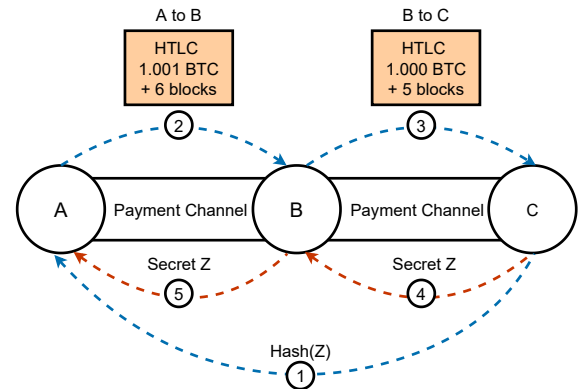 A to B
B to C
HTLC
1.001 BTC
+ 6 blocks
HTLC
1.000 BTC
+ 5 blocks
2
3
A
Payment Channel
B
Payment Channel
C
Secret Z
Secret Z
5
4
Hash(Z)
1